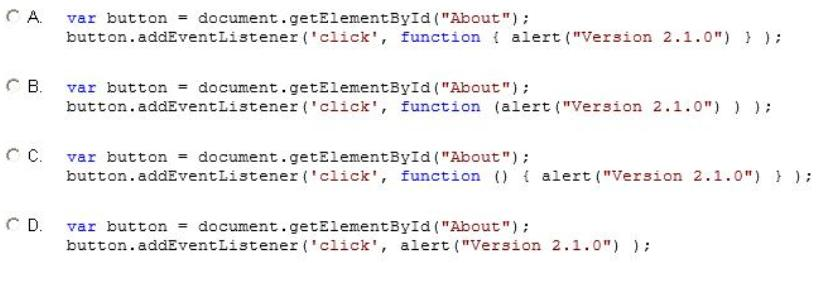 A. var button = document.getElementById("About");
button.addEventListener('click', function { alert("Version 2.1.0") } );
B. var button = document.getElementById("About");
button.addEventListener('click', function (alert("Version 2.1.0") ) );
C. var button = document.getElementById("About");
button.addEventListener('click', function () { alert("Version 2.1.0") } );
D. var button = document.getElementById("About");
button.addEventListener('click', alert("Version 2.1.0") );